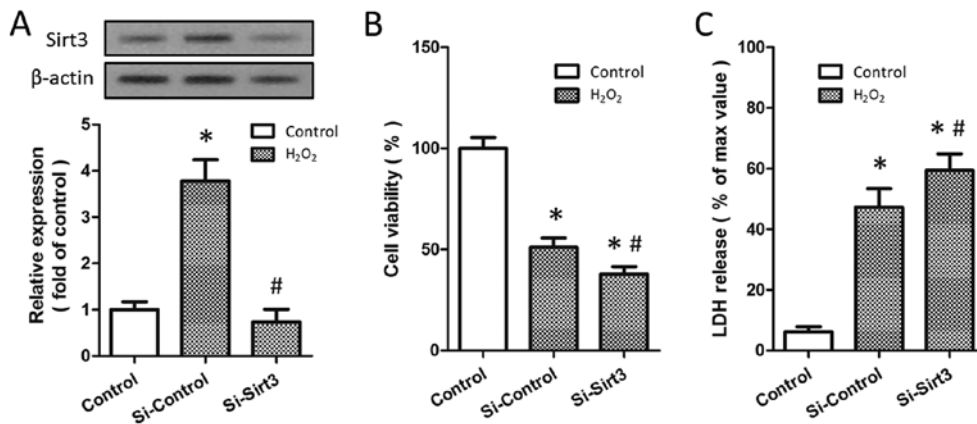 A
Sirt3
β-actin
Relative expression
( fold of control)
5
4
3
2
1
0
Control
H₂O₂
*
#
Control
Si-Control
Si-Sirt3
B
Cell viability ( % )
150
100
50
0
Control
H₂O₂
*
* #
Control
Si-Control
Si-Sirt3
C
LDH release ( % of max value)
100
80
60
40
20
0
Control
H₂O₂
*
* #
Control
Si-Control
Si-Sirt3